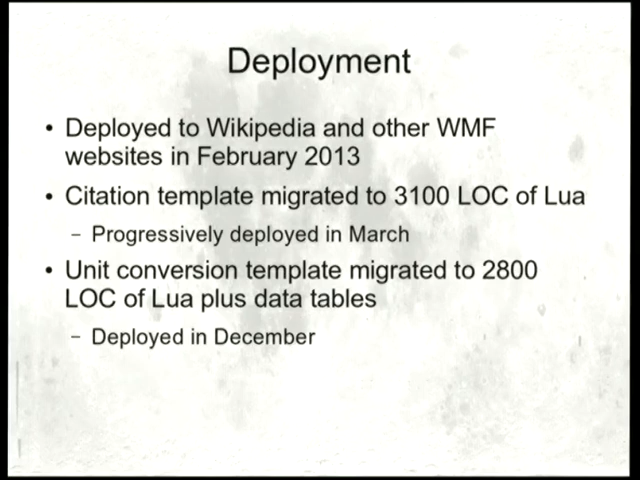 Deployment
• Deployed to Wikipedia and other WMF
websites in February 2013
• Citation template migrated to 3100 LOC of Lua
– Progressively deployed in March
• Unit conversion template migrated to 2800
LOC of Lua plus data tables
– Deployed in December